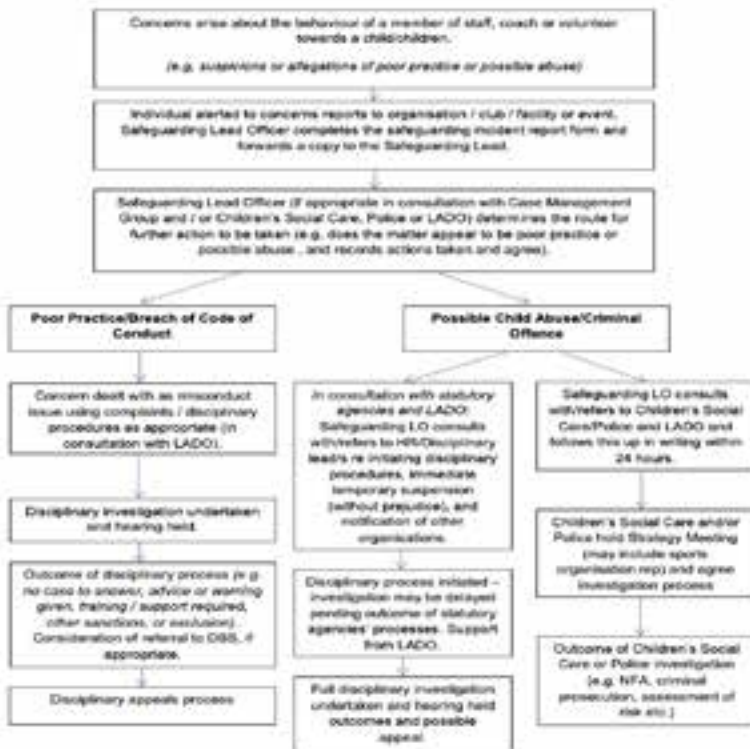 Concerns arise about the behaviour of a member of staff, coach or volunteer
towards a child/children.
(e.g. suspicions or allegations of poor practice or possible abuse)
Individual alerted to concerns reports to organisation / club / facility or event.
Safeguarding Lead Officer completes the safeguarding incident report form and
forwards a copy to the Safeguarding Lead.
Safeguarding Lead Officer (if appropriate in consultation with Case Management
Group and / or Children's Social Care, Police or LADO) determines the route for
further action to be taken (e.g. does the matter appear to be poor practice or
possible abuse , and records actions taken and agree).
Poor Practice/Breach of Code of
Conduct
Concern dealt with as misconduct
issue using complaints / disciplinary
procedures as appropriate (in
consultation with LADO).
Disciplinary investigation undertaken
and hearing held.
Outcome of disciplinary process (e.g.
no case to answer, advice or warning
given, training / support required,
other sanctions, or exclusion).
Consideration of referral to DBS, if
appropriate.
Disciplinary appeals process
Possible Child Abuse/Criminal
Offence
In consultation with statutory
agencies and LADO:
Safeguarding LO consults
with/refers to HR/Disciplinary
lead/s re initiating disciplinary
procedures, immediate
temporary suspension
(without prejudice), and
notification of other
organisations.
Disciplinary process initiated –
investigation may be delayed
pending outcome of statutory
agencies' processes. Support
from LADO.
Full disciplinary investigation
undertaken and hearing held
outcomes and possible
appeal.
Safeguarding LO consults
with/refers to Children's Social
Care/Police and LADO and
follows this up in writing within
24 hours.
Children's Social Care and/or
Police hold Strategy Meeting
(may include sports
organisation rep) and agree
investigation process
Outcome of Children's Social
Care or Police investigation
(e.g. NFA, criminal
prosecution, assessment of
risk etc.)